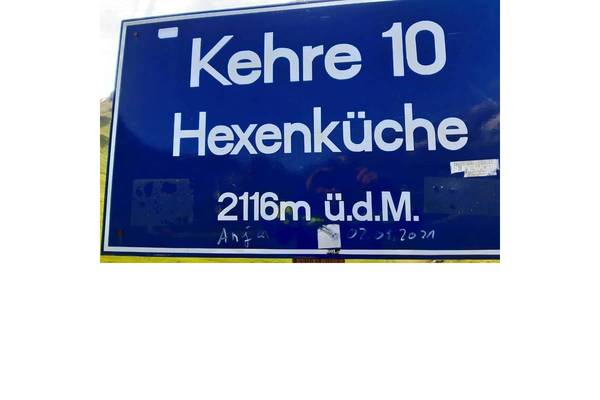 Kehre 10
Hexenküche
2116m ü.d.M.